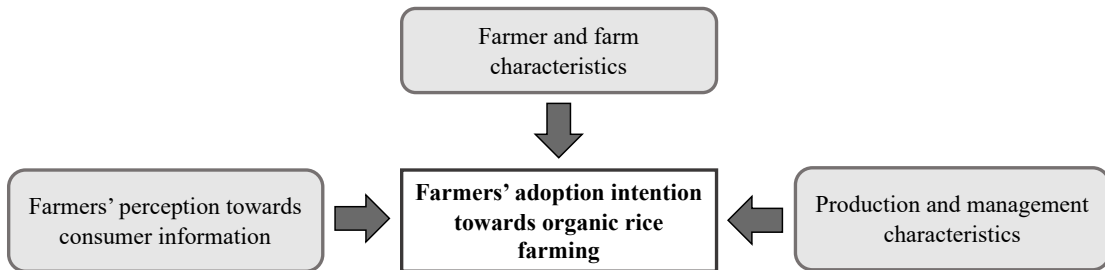 Farmer and farm
characteristics
Farmers’ perception towards
consumer information
Farmers’ adoption intention
towards organic rice
farming
Production and management
characteristics